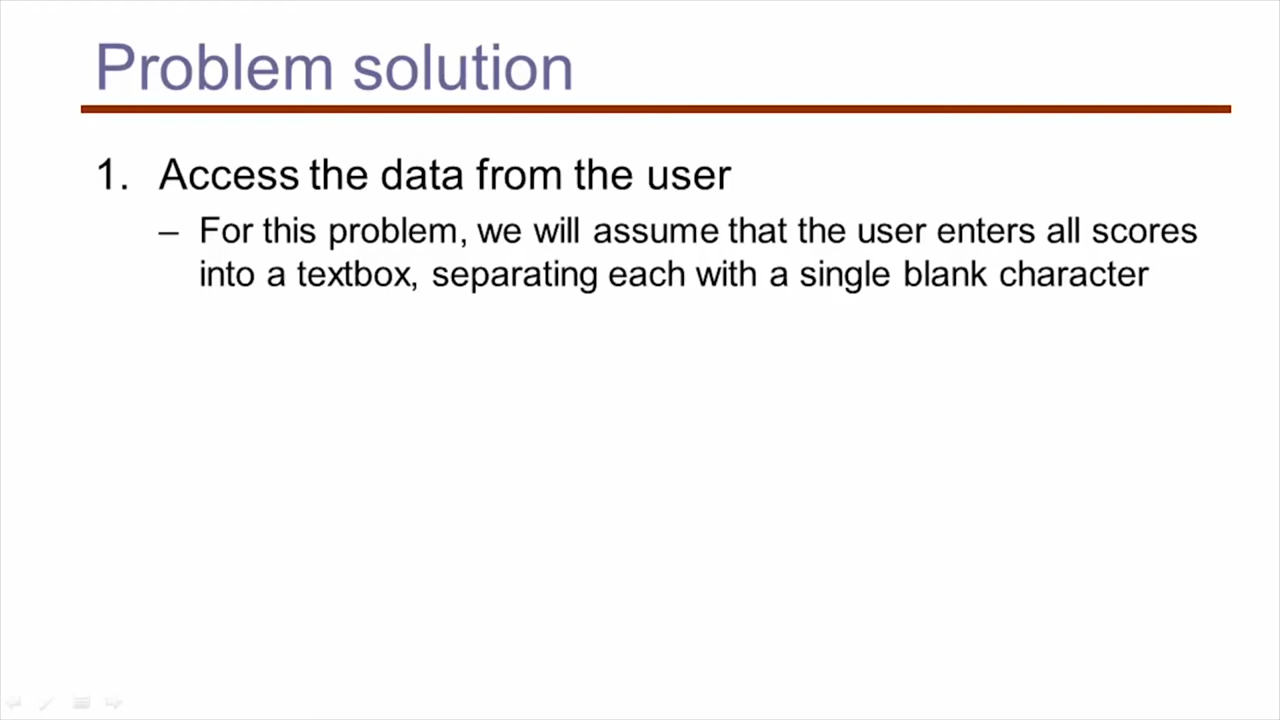 Problem solution
1. Access the data from the user
– For this problem, we will assume that the user enters all scores
into a textbox, separating each with a single blank character